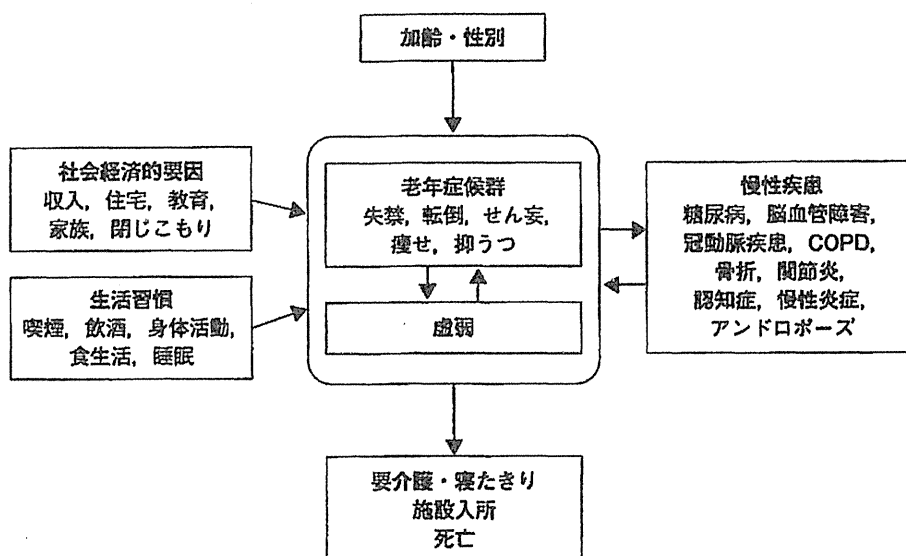 加齢・性別
社会経済的要因
収入, 住宅, 教育,
家族, 閉じこもり
生活習慣
喫煙, 飲酒, 身体活動,
食生活, 睡眠
老年症候群
失禁, 転倒, せん妄,
痩せ, 抑うつ
虚弱
慢性疾患
糖尿病, 脳血管障害,
冠動脈疾患, COPD,
骨折, 関節炎,
認知症, 慢性炎症,
アンドロポーズ
要介護・寝たきり
施設入所
死亡